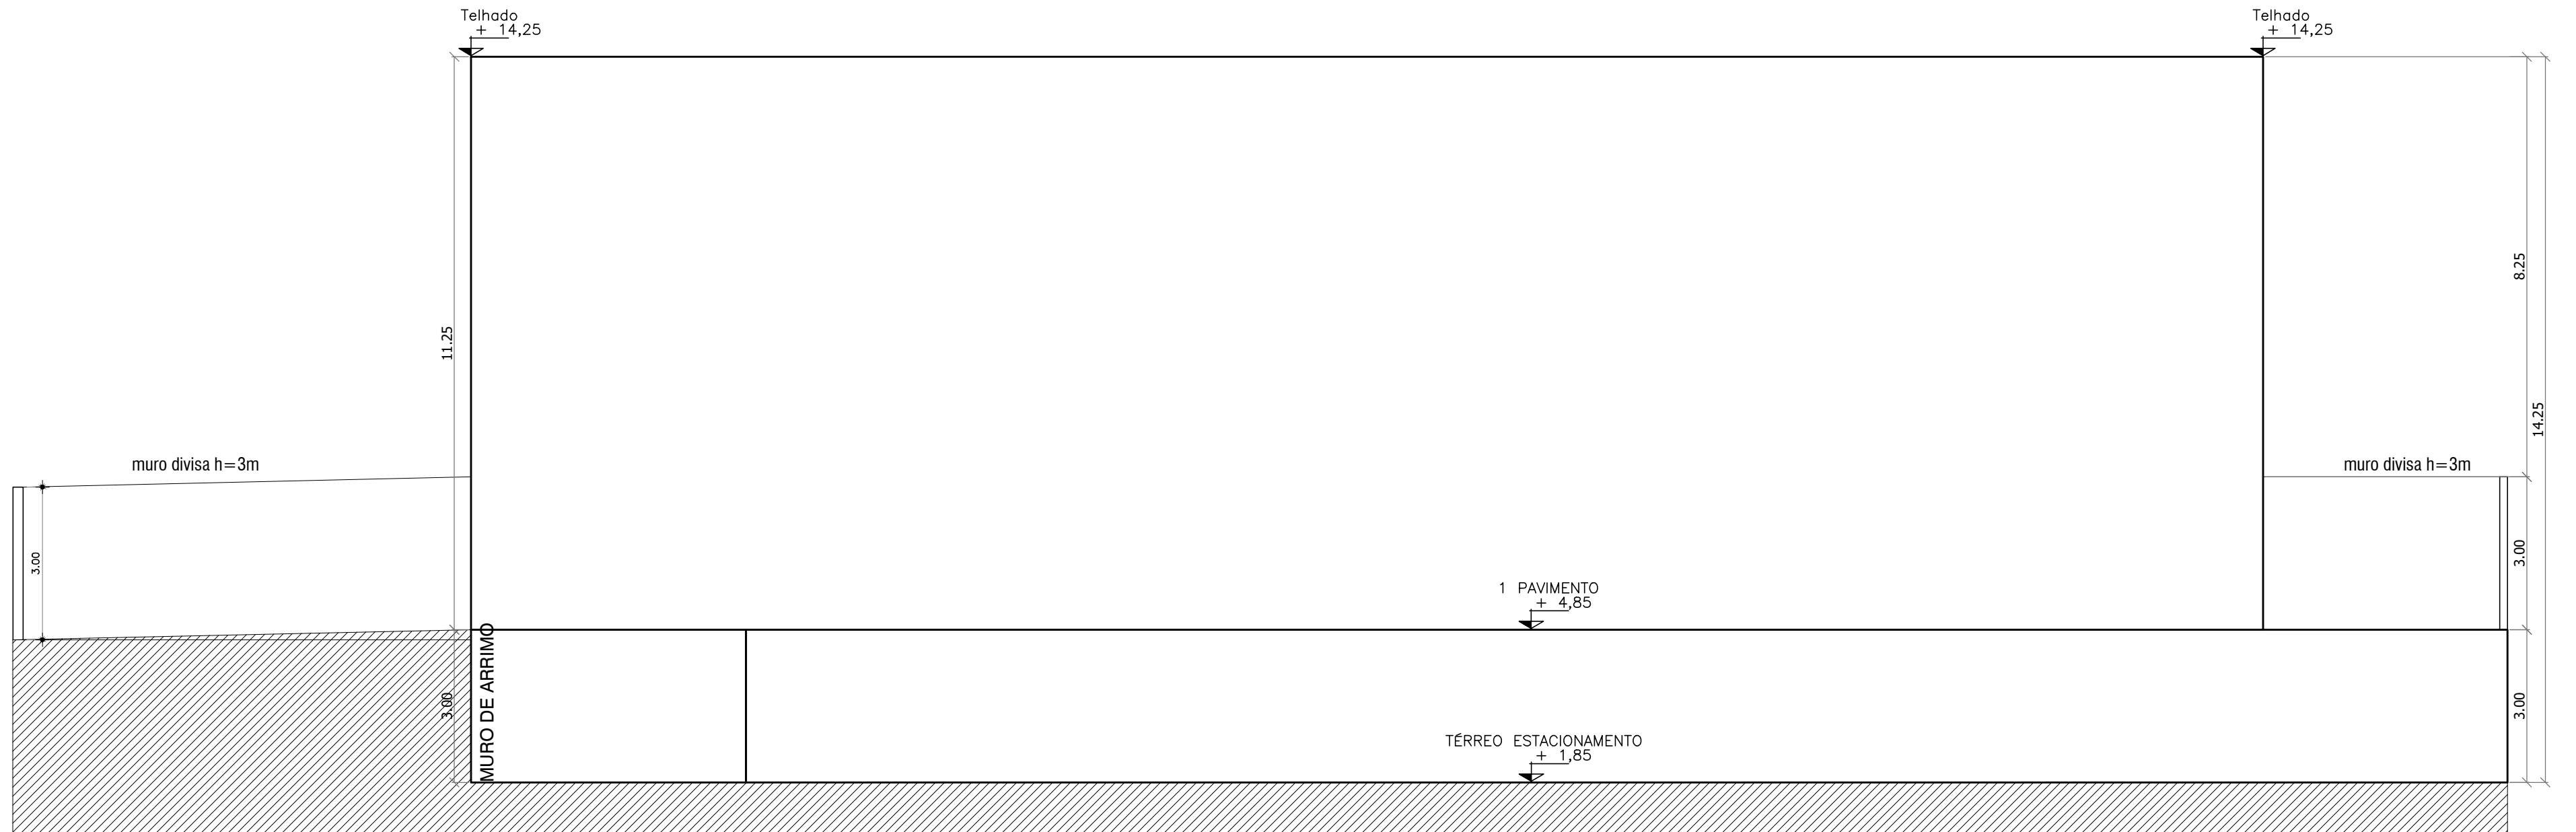 Telhado
+ 14,25
Telhado
+ 14,25
8.25
11.25
14.25
muro divisa h=3m
muro divisa h=3m
3.00
3.00
1 PAVIMENTO
+ 4,85
MURO DE ARRIMO
3.00
3.00
TÉRREO ESTACIONAMENTO
+ 1,85